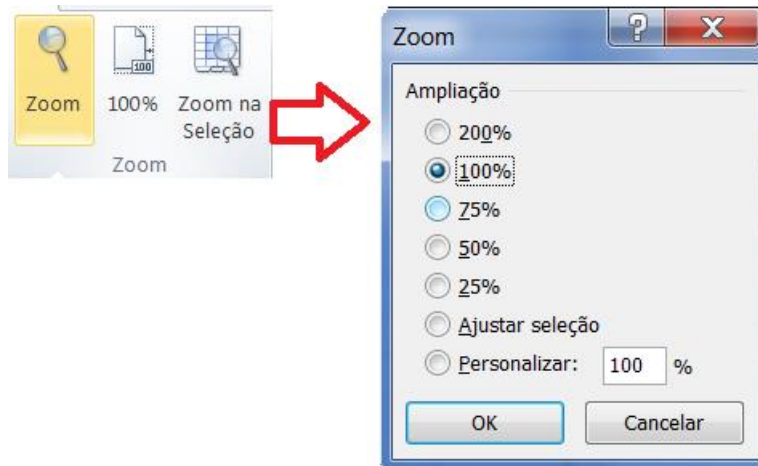 100
Zoom
100%
Zoom na
Seleção
Zoom
Zoom
?
X
Ampliação
200%
100%
75%
50%
25%
Ajustar seleção
Personalizar: 100 %
OK
Cancelar